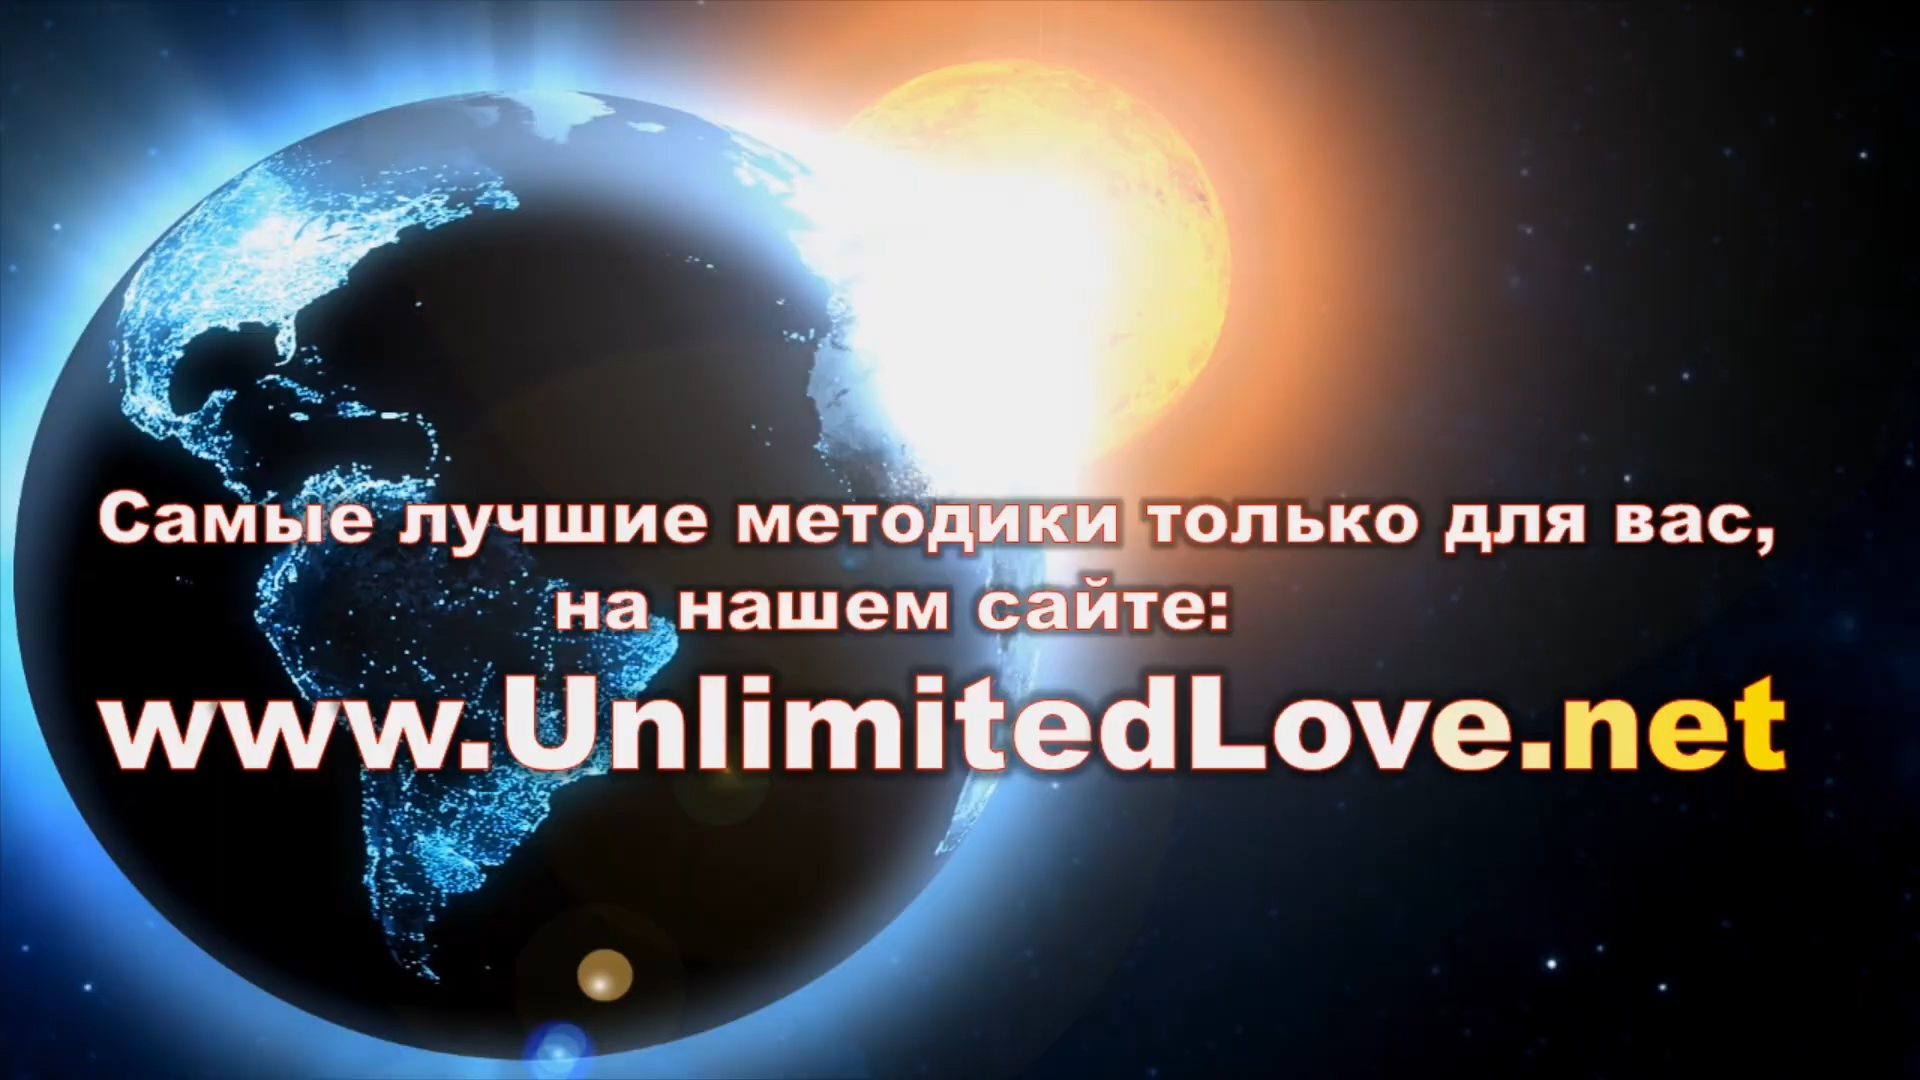 Самые лучшие методики только для вас,
на нашем сайте:
www.UnlimitedLove.net